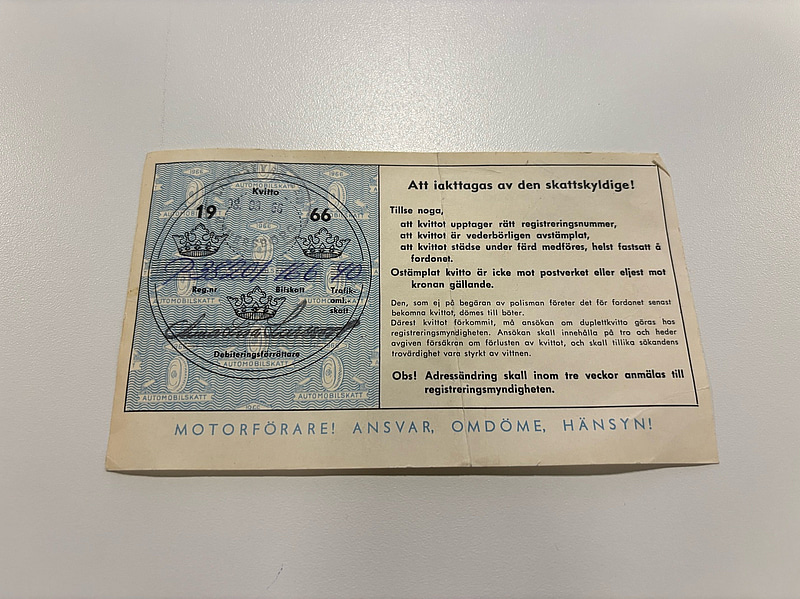 Kvitto
19 66
166 40
Reg.nr Bilskatt Trafik-
oml.-
skatt
Debiteringsförrättare
AUTOMOBILSKATT
1966
Att iakttagas av den skattskyldige!
Tillse noga,
att kvittot upptager rätt registreringsnummer,
att kvittot är vederbörligen avstämplat,
att kvittot städse under färd medföres, helst fastsatt å
fordonet.
Ostämplat kvitto är icke mot postverket eller eljest mot
kronan gällande.
Den, som ej på begäran av polisman företer det för fordonet senast
bekomna kvittot, dömes till böter.
Därest kvittot förkommit, må ansökan om duplettkvitto göras hos
registreringsmyndigheten. Ansökan skall innehålla på tro och heder
avgiven försäkran om förlusten av kvittot, och skall tillika sökandens
trovärdighet vara styrkt av vittnen.
Obs! Adressändring skall inom tre veckor anmälas till
registreringsmyndigheten.
MOTORFÖRARE! ANSVAR, OMDÖME, HÄNSYN!